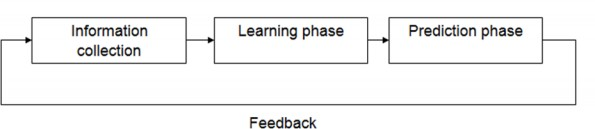 Information
collection
Learning phase
Prediction phase
Feedback